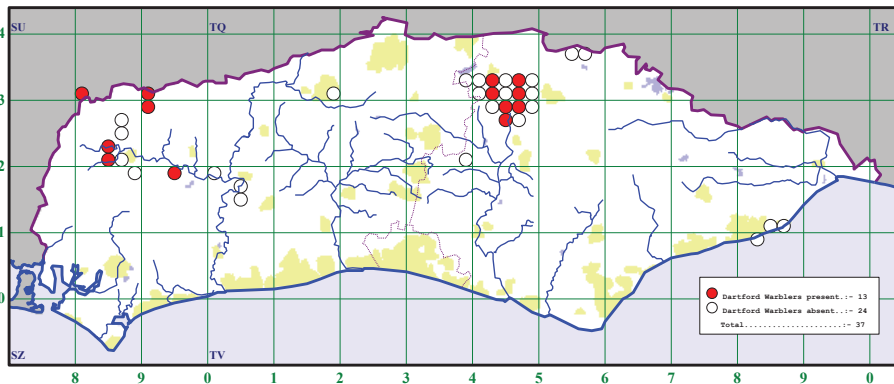 SU TQ TR
4
3
2
1
0
Dartford Warblers present.:- 13
Dartford Warblers absent..:- 24
Total.....................:- 37
SZ TV
8 9 0 1 2 3 4 5 6 7 8 9 0